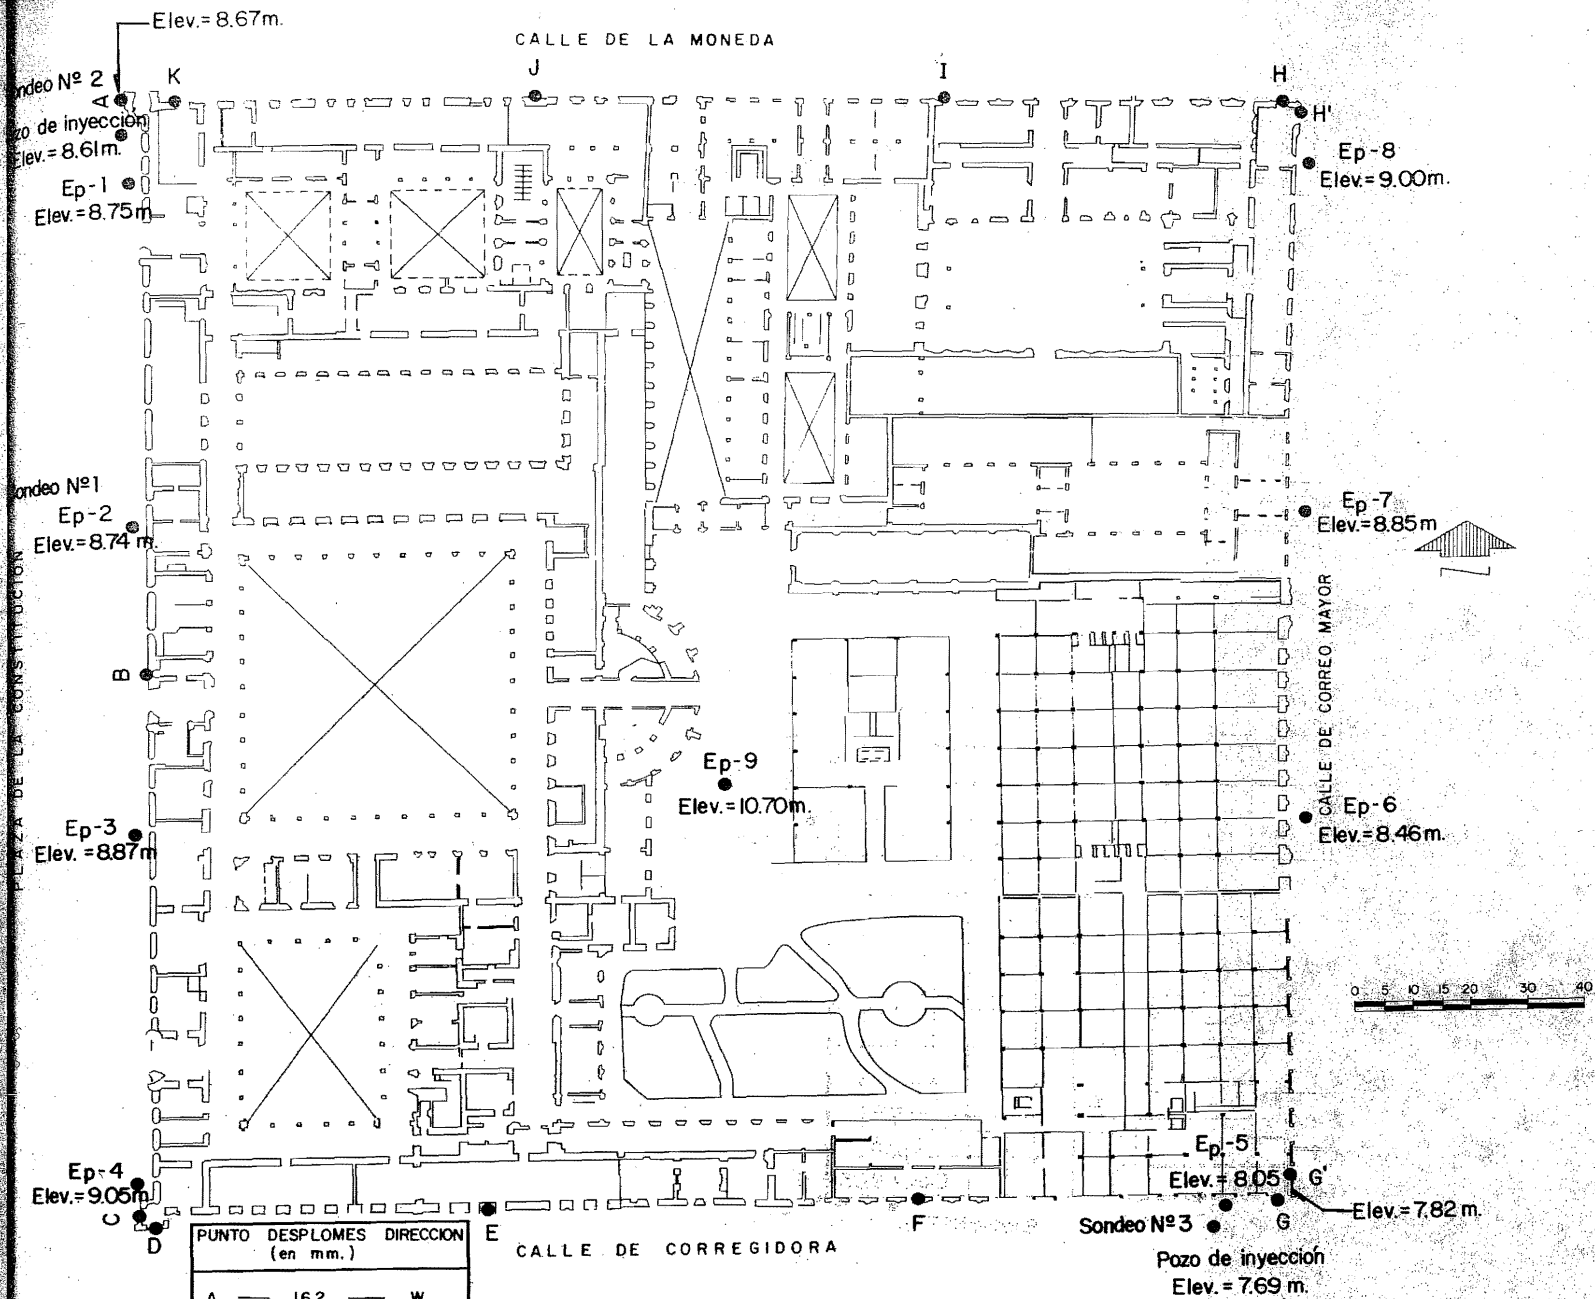 Elev.= 8.67m.
CALLE DE LA MONEDA
Nº 2
A
K
J
I
H
H'
de inyección
Elev.= 8.61m.
Ep-1
Elev.= 8.75m
Ep-8
Elev.= 9.00m.
Nº1
Ep-2
Elev.= 8.74 m.
Ep-7
Elev.= 8.85m
PLAZA DE LA CONSTITUCION
CALLE DE CORREO MAYOR
B
Ep-9
Elev.= 10.70m.
Ep-3
Elev. = 8.87m
Ep-6
Elev.= 8.46m.
0 5 10 15 20 30 40
Ep-4
Elev.= 9.05m
C
D
E
F
Ep.-5
Elev.= 8.05
G'
G
Elev.= 7.82 m.
Sondeo Nº 3
Pozo de inyección
Elev.= 7.69 m.
CALLE DE CORREGIDORA
PUNTO DESPLOMES DIRECCION
(en mm.)
A — 162 — W